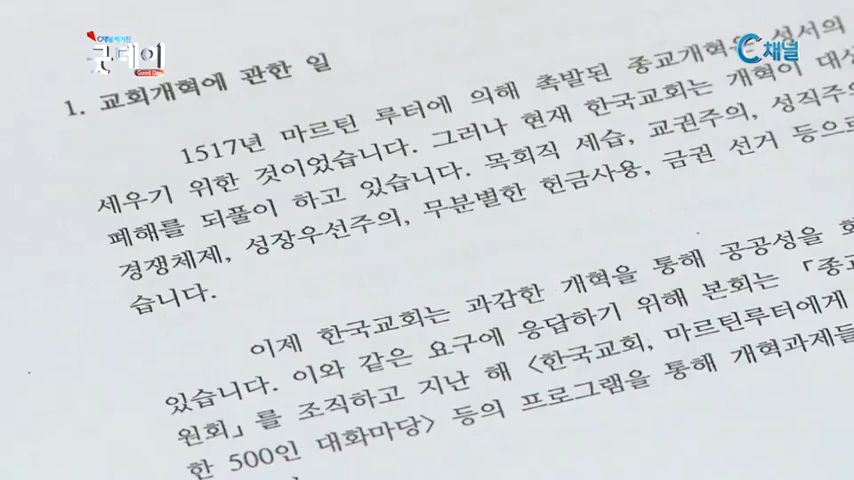 C채널 매거진
굿데이
Good Day
C채널
1. 교회개혁에 관한 일
1517년 마르틴 루터에 의해 촉발된 종교개혁은 성서의
세우기 위한 것이었습니다. 그러나 현재 한국교회는 개혁이 대상
폐해를 되풀이 하고 있습니다. 목회직 세습, 교권주의, 성직주의
경쟁체제, 성장우선주의, 무분별한 헌금사용, 금권 선거 등으로
습니다.
이제 한국교회는 과감한 개혁을 통해 공공성을 회
있습니다. 이와 같은 요구에 응답하기 위해 본회는 「종교
원회」를 조직하고 지난 해 〈한국교회, 마르틴루터에게
한 500인 대화마당〉 등의 프로그램을 통해 개혁과제들